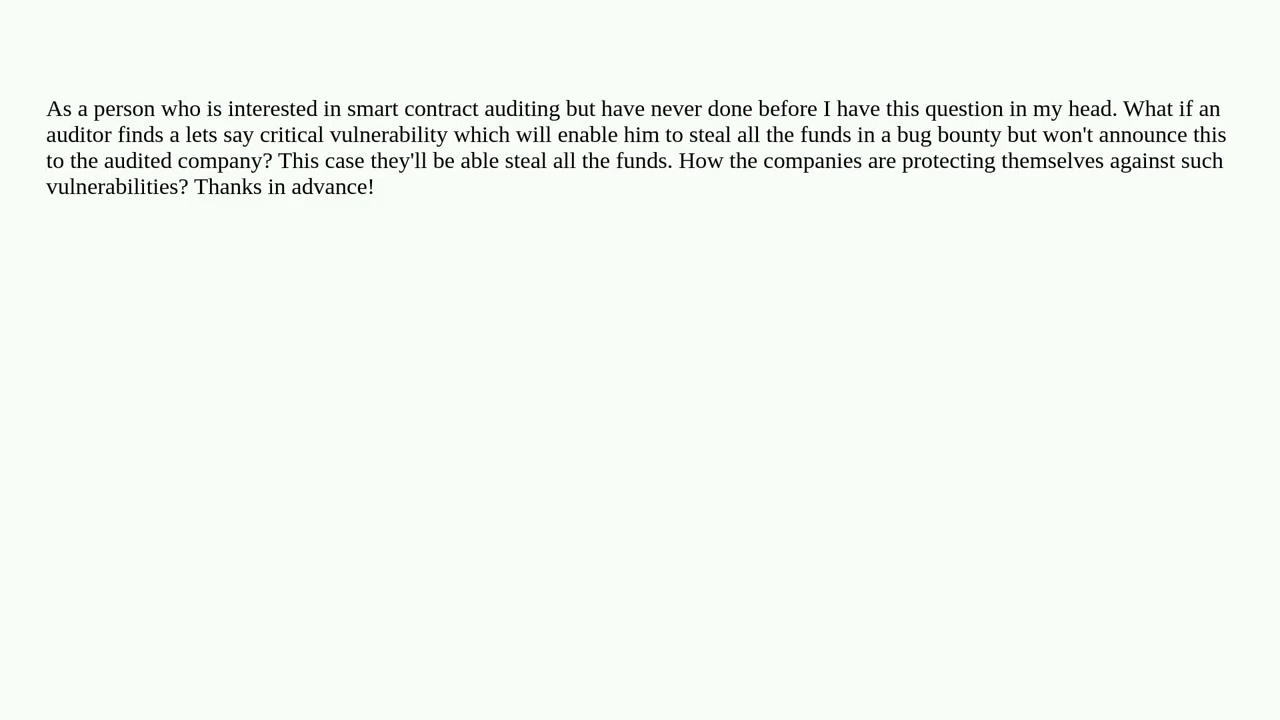 As a person who is interested in smart contract auditing but have never done before I have this question in my head. What if an
auditor finds a lets say critical vulnerability which will enable him to steal all the funds in a bug bounty but won't announce this
to the audited company? This case they'll be able steal all the funds. How the companies are protecting themselves against such
vulnerabilities? Thanks in advance!